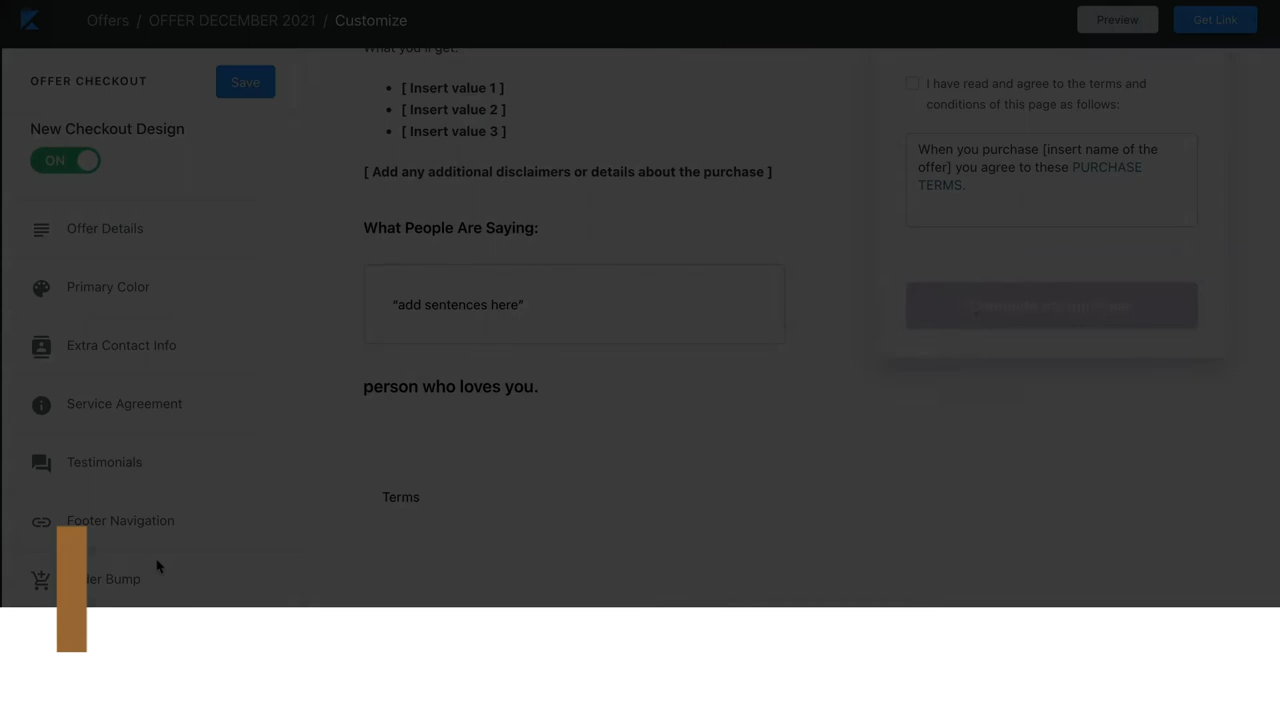 Offers / OFFER DECEMBER 2021 / Customize
Preview
Get Link
OFFER CHECKOUT
Save
New Checkout Design
ON
Offer Details
Primary Color
Extra Contact Info
Service Agreement
Testimonials
Footer Navigation
Bump
What you'll get:
• [ Insert value 1 ]
• [ Insert value 2 ]
• [ Insert value 3 ]
[ Add any additional disclaimers or details about the purchase ]
What People Are Saying:
“add sentences here”
person who loves you.
Terms
I have read and agree to the terms and
conditions of this page as follows:
When you purchase [insert name of the
offer] you agree to these PURCHASE
TERMS.